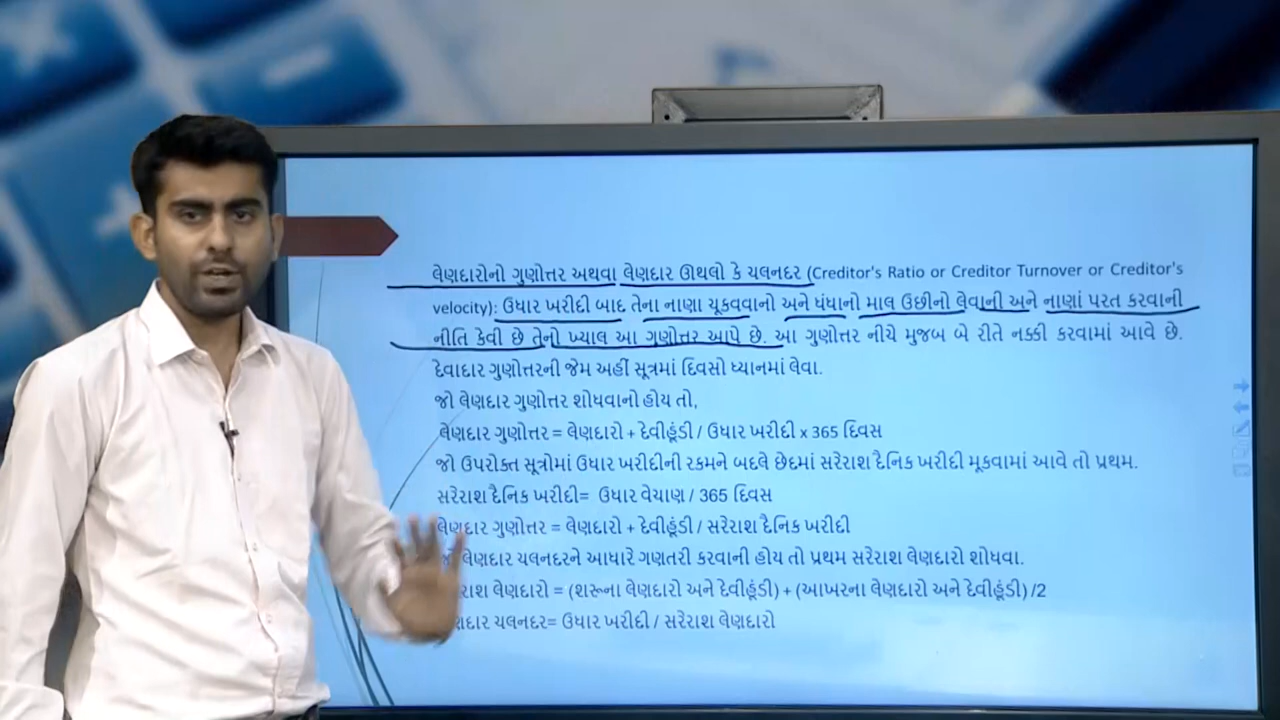 લેણદારોનો ગુણોત્તર અથવા લેણદાર ઊથલો કે ચલનદર (Creditor's Ratio or Creditor Turnover or Creditor's
velocity): ઉધાર ખરીદી બાદ તેના નાણા ચૂકવવાનો અને ધંધાનો માલ ઉછીનો લેવાની અને નાણાં પરત કરવાની
નીતિ કેવી છે તેનો ખ્યાલ આ ગુણોત્તર આપે છે. આ ગુણોત્તર નીચે મુજબ બે રીતે નક્કી કરવામાં આવે છે.
દેવાદાર ગુણોત્તરની જેમ અહીં સૂત્રમાં દિવસો ધ્યાનમાં લેવા.
જો લેણદાર ગુણોત્તર શોધવાનો હોય તો,
લેણદાર ગુણોત્તર = લેણદારો + દેવીહૂંડી / ઉધાર ખરીદી x 365 દિવસ
જો ઉપરોક્ત સૂત્રોમાં ઉધાર ખરીદીની રકમને બદલે છેદમાં સરેરાશ દૈનિક ખરીદી મૂકવામાં આવે તો પ્રથમ.
સરેરાશ દૈનિક ખરીદી= ઉધાર વેચાણ / 365 દિવસ
લેણદાર ગુણોત્તર = લેણદારો + દેવીહૂંડી / સરેરાશ દૈનિક ખરીદી
લેણદાર ચલનદરને આધારે ગણતરી કરવાની હોય તો પ્રથમ સરેરાશ લેણદારો શોધવા.
લેણદારો = (શરૂના લેણદારો અને દેવીહૂંડી) + (આખરના લેણદારો અને દેવીહૂંડી) /2
ચલનદર= ઉધાર ખરીદી / સરેરાશ લેણદારો